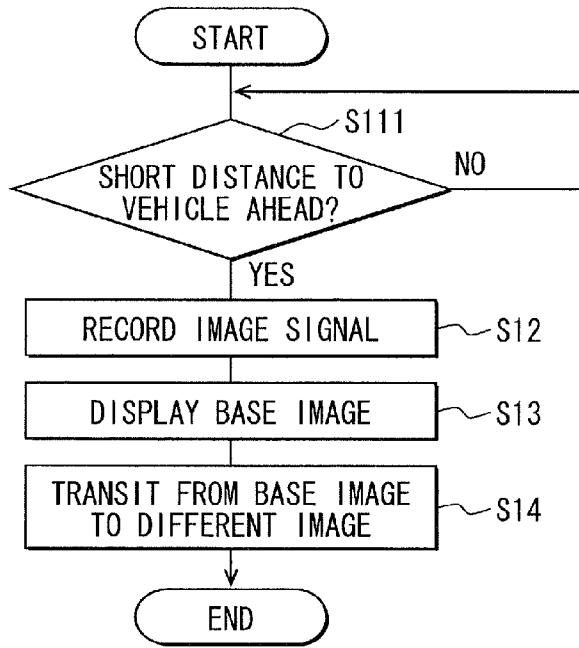 START
S111
SHORT DISTANCE TO
VEHICLE AHEAD?
NO
YES
RECORD IMAGE SIGNAL
S12
DISPLAY BASE IMAGE
S13
TRANSIT FROM BASE IMAGE
TO DIFFERENT IMAGE
S14
END